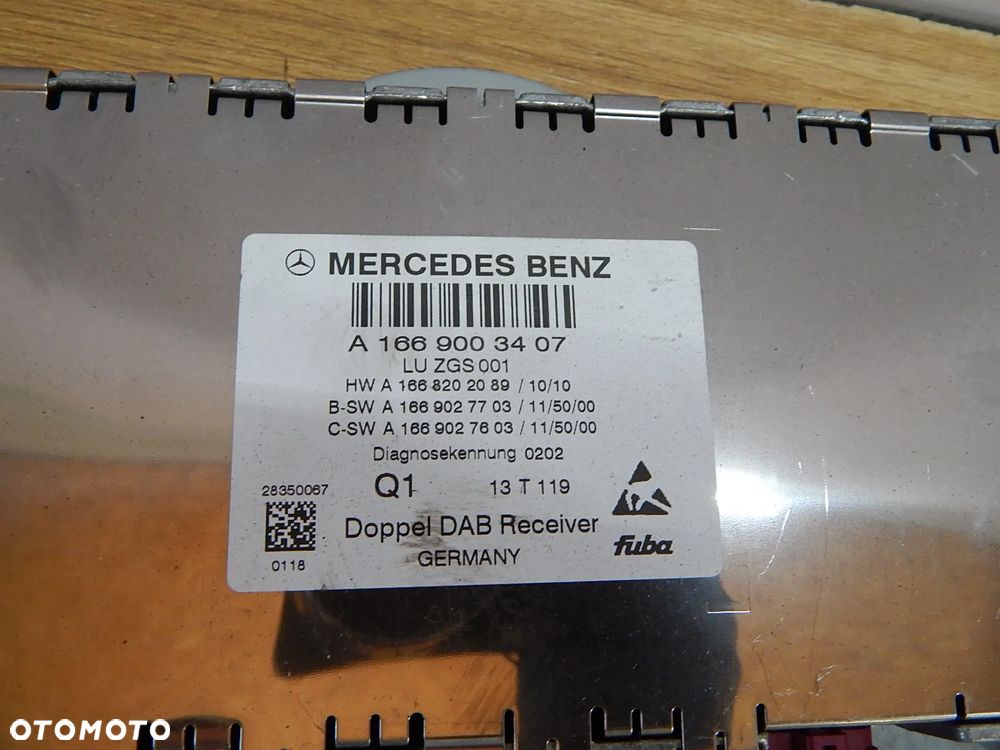 MERCEDES BENZ
A 166 900 34 07
LU ZGS 001
HW A 166 820 20 89 / 10/10
B-SW A 166 902 77 03 / 11/50/00
C-SW A 166 902 76 03 / 11/50/00
Diagnosekennung 0202
28350067 Q1 13 T 119
Doppel DAB Receiver
0118 GERMANY fuba
OTOMOTO